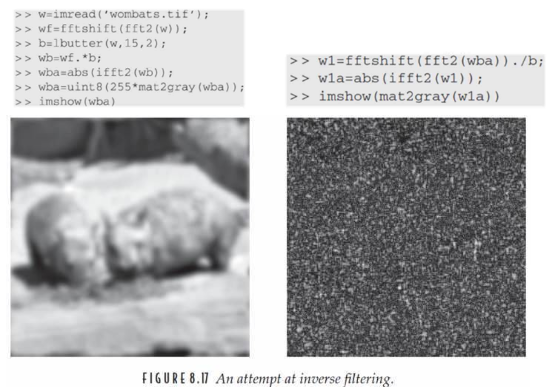 >> w=imread('wombats.tif');
>> wf=fftshift(fft2(w));
>> b=lbutter(w,15,2);
>> wb=wf.*b;
>> wba=abs(ifft2(wb));
>> wba=uint8(255*mat2gray(wba));
>> imshow(wba)
>> w1=fftshift(fft2(wba))./b;
>> w1a=abs(ifft2(w1));
>> imshow(mat2gray(w1a))
FIGURE 8.17 An attempt at inverse filtering.